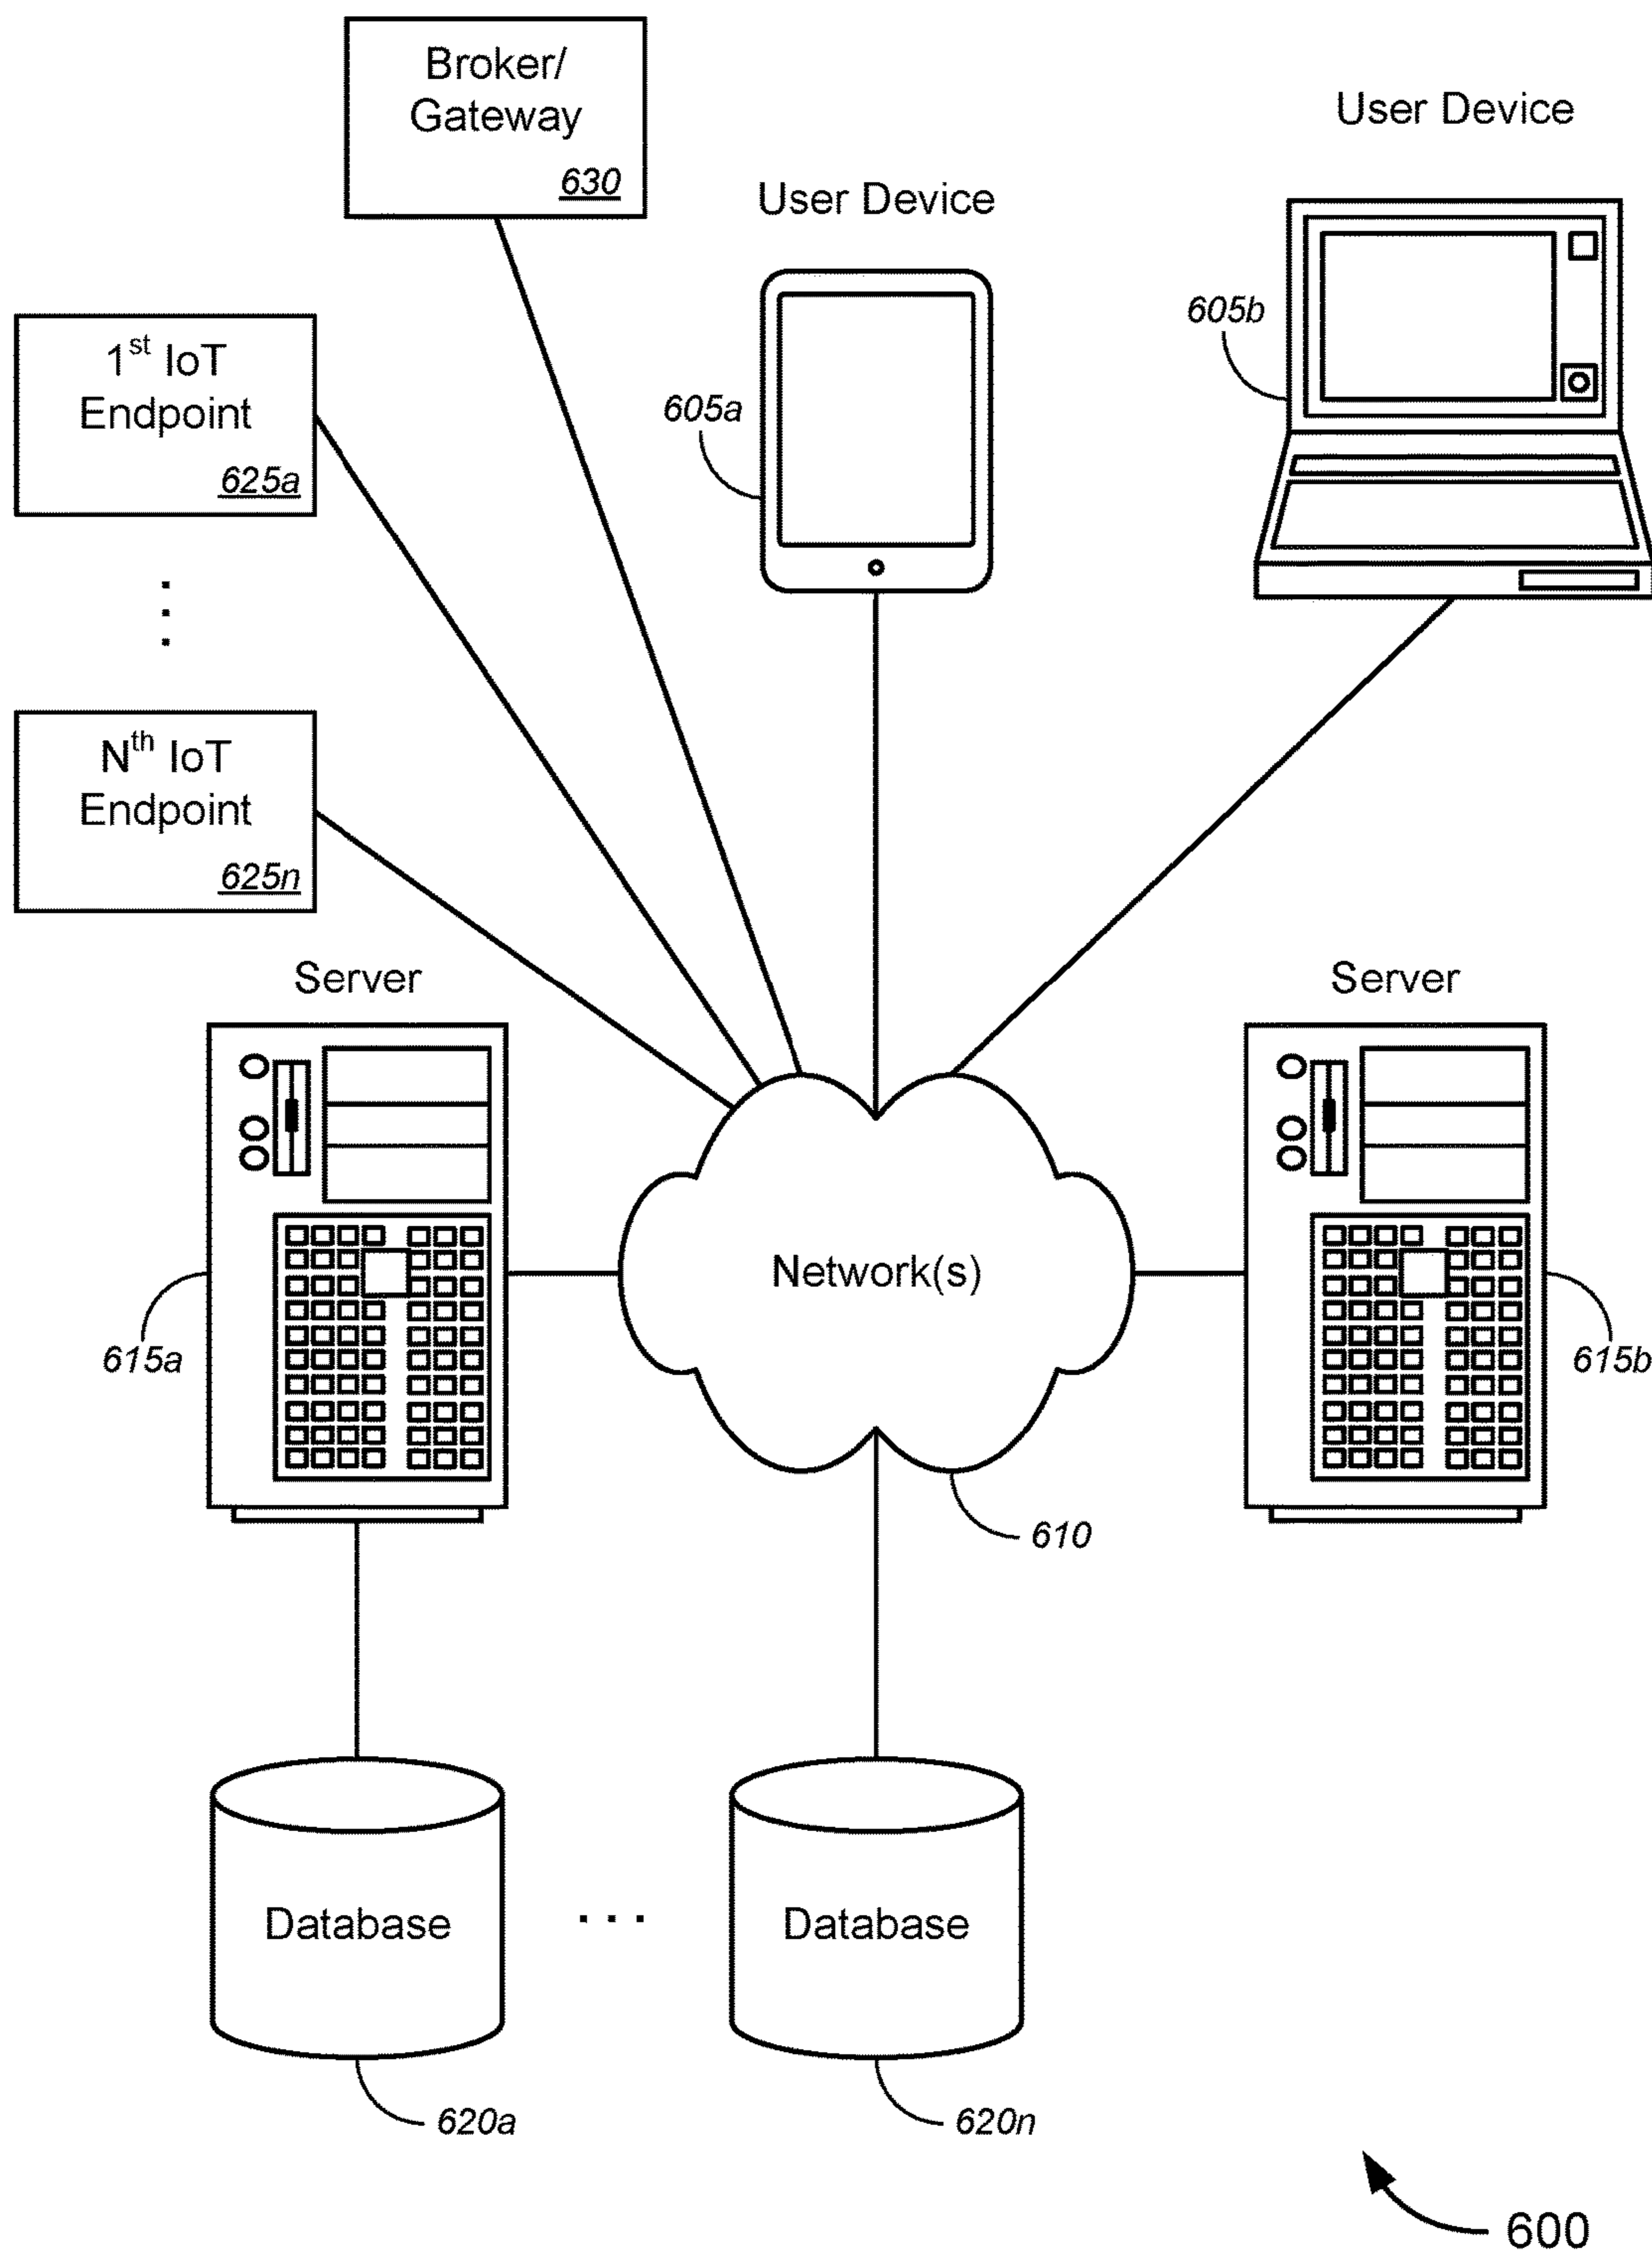 Broker/
Gateway
630
User Device
User Device
605b
1st IoT
Endpoint
625a
605a
Nth IoT
Endpoint
625n
Server
Server
Network(s)
615a
615b
610
Database
. . .
Database
620a
620n
600